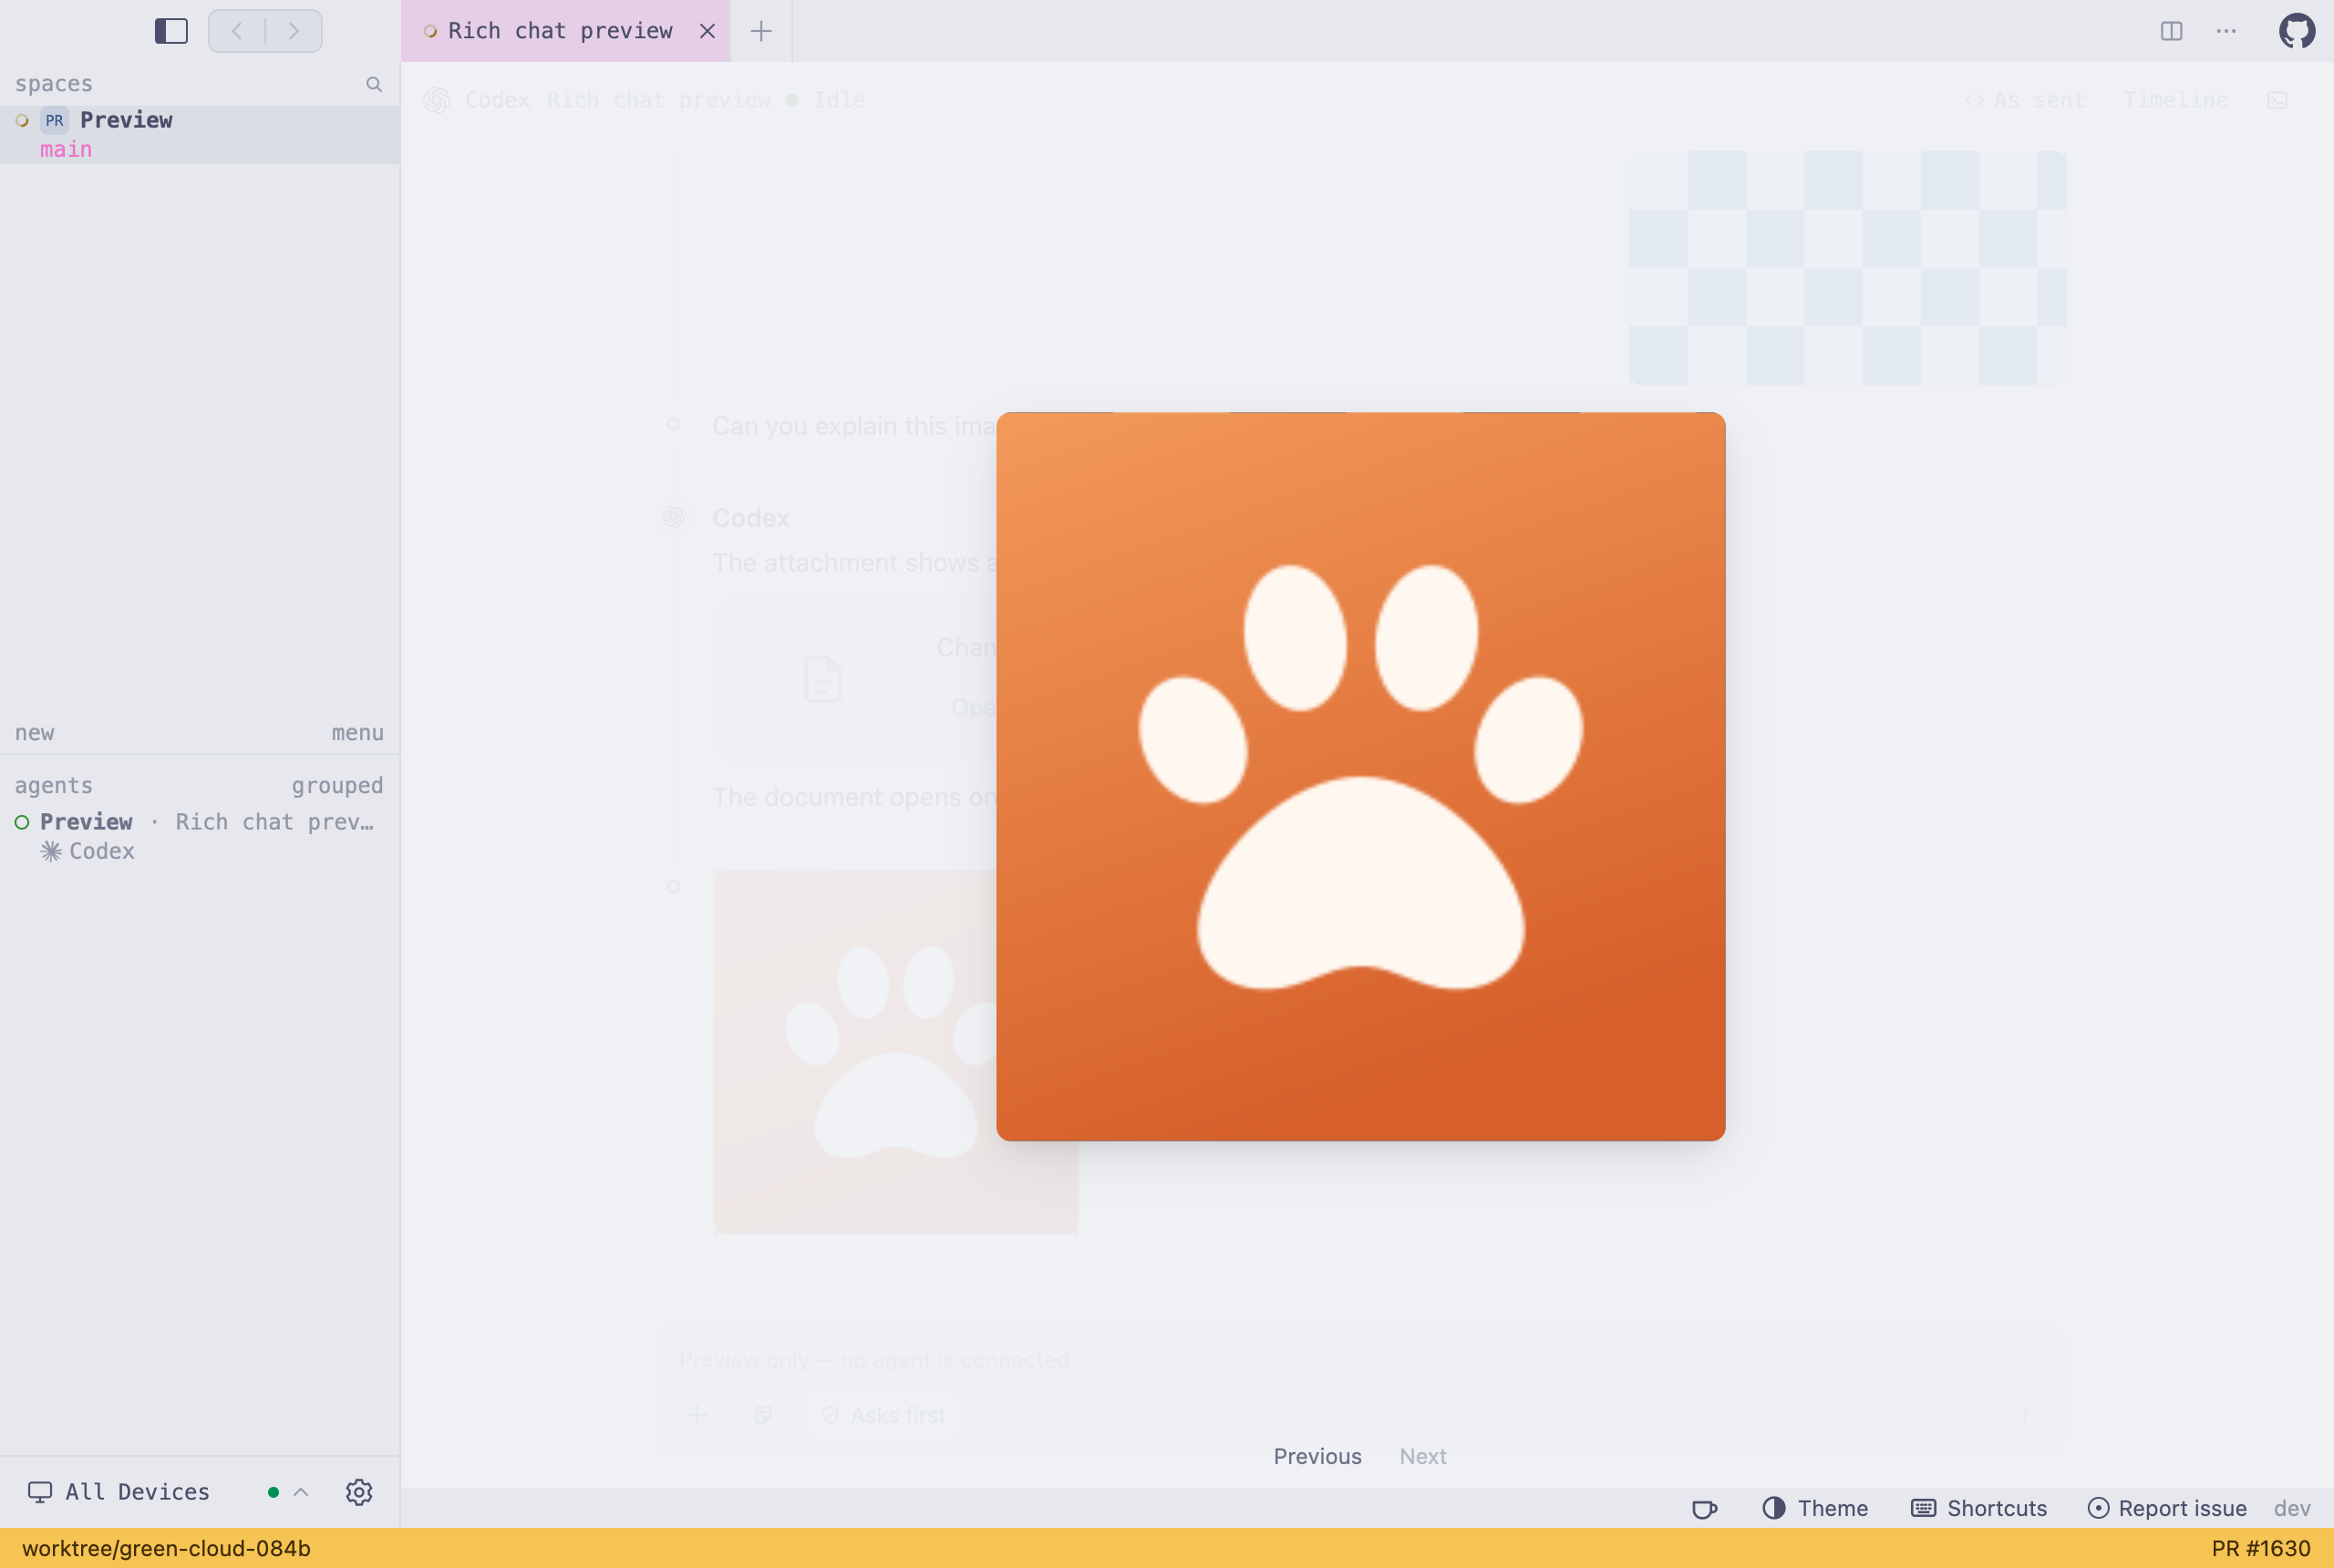 Rich chat preview
spaces
PR Preview
main
Codex Rich chat preview Idle
<> As sent Timeline
Can you explain this ima
Codex
The attachment shows a
Chan
Ope
The document opens on
new menu
agents grouped
Preview · Rich chat prev…
Codex
Preview only — no agent is connected
Asks first
Previous Next
All Devices
Theme Shortcuts Report issue dev
worktree/green-cloud-084b PR #1630